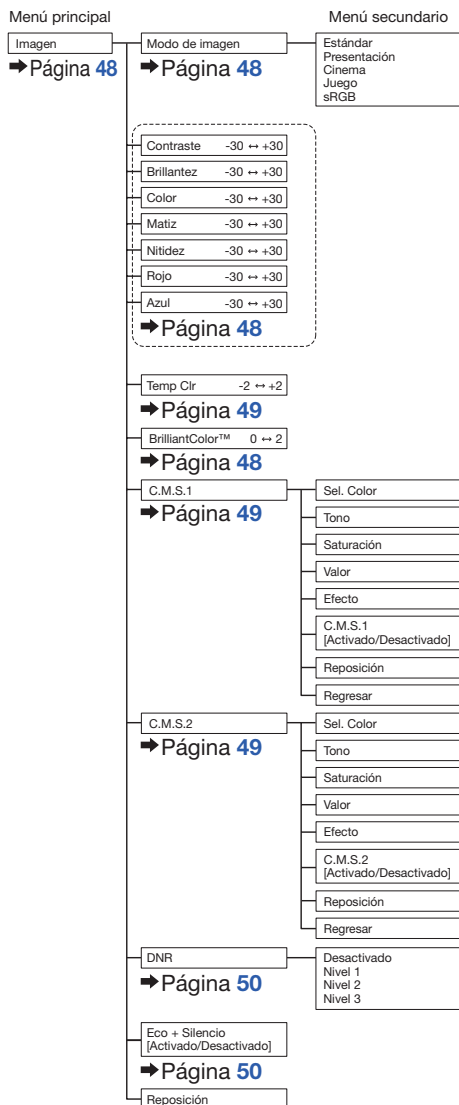 Menú principal
Menú secundario
Imagen
➡Página 48
Modo de imagen
➡Página 48
Estándar
Presentación
Cinema
Juego
sRGB
Contraste -30 ↔ +30
Brillantez -30 ↔ +30
Color -30 ↔ +30
Matiz -30 ↔ +30
Nitidez -30 ↔ +30
Rojo -30 ↔ +30
Azul -30 ↔ +30
➡Página 48
Temp Clr -2 ↔ +2
➡Página 49
BrilliantColor™ 0 ↔ 2
➡Página 48
C.M.S.1
➡Página 49
Sel. Color
Tono
Saturación
Valor
Efecto
C.M.S.1
[Activado/Desactivado]
Reposición
Regresar
C.M.S.2
➡Página 49
Sel. Color
Tono
Saturación
Valor
Efecto
C.M.S.2
[Activado/Desactivado]
Reposición
Regresar
DNR
➡Página 50
Desactivado
Nivel 1
Nivel 2
Nivel 3
Eco + Silencio
[Activado/Desactivado]
➡Página 50
Reposición